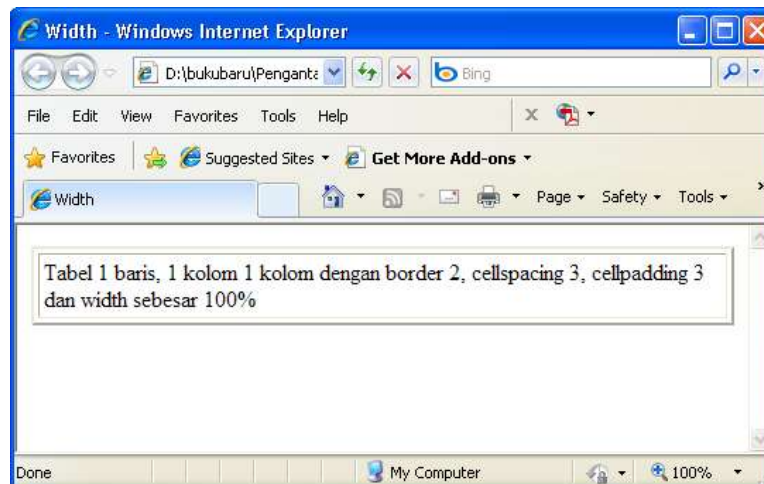 Width - Windows Internet Explorer
D:\bukubaru\Penganta
Bing
File Edit View Favorites Tools Help
x
Favorites Suggested Sites Get More Add-ons
Width Page Safety Tools »
Tabel 1 baris, 1 kolom 1 kolom dengan border 2, cellspacing 3, cellpadding 3
dan width sebesar 100%
Done My Computer 100%